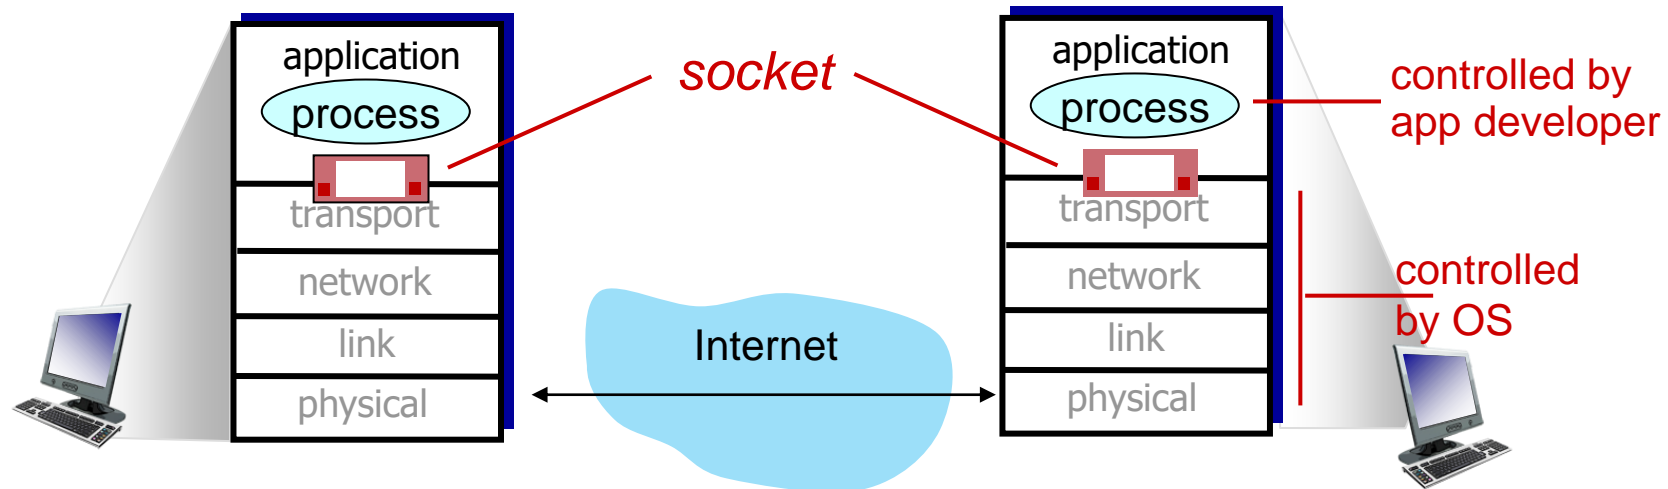 application
process
transport
network
link
physical
socket
Internet
application
process
transport
network
link
physical
controlled by
app developer
controlled
by OS